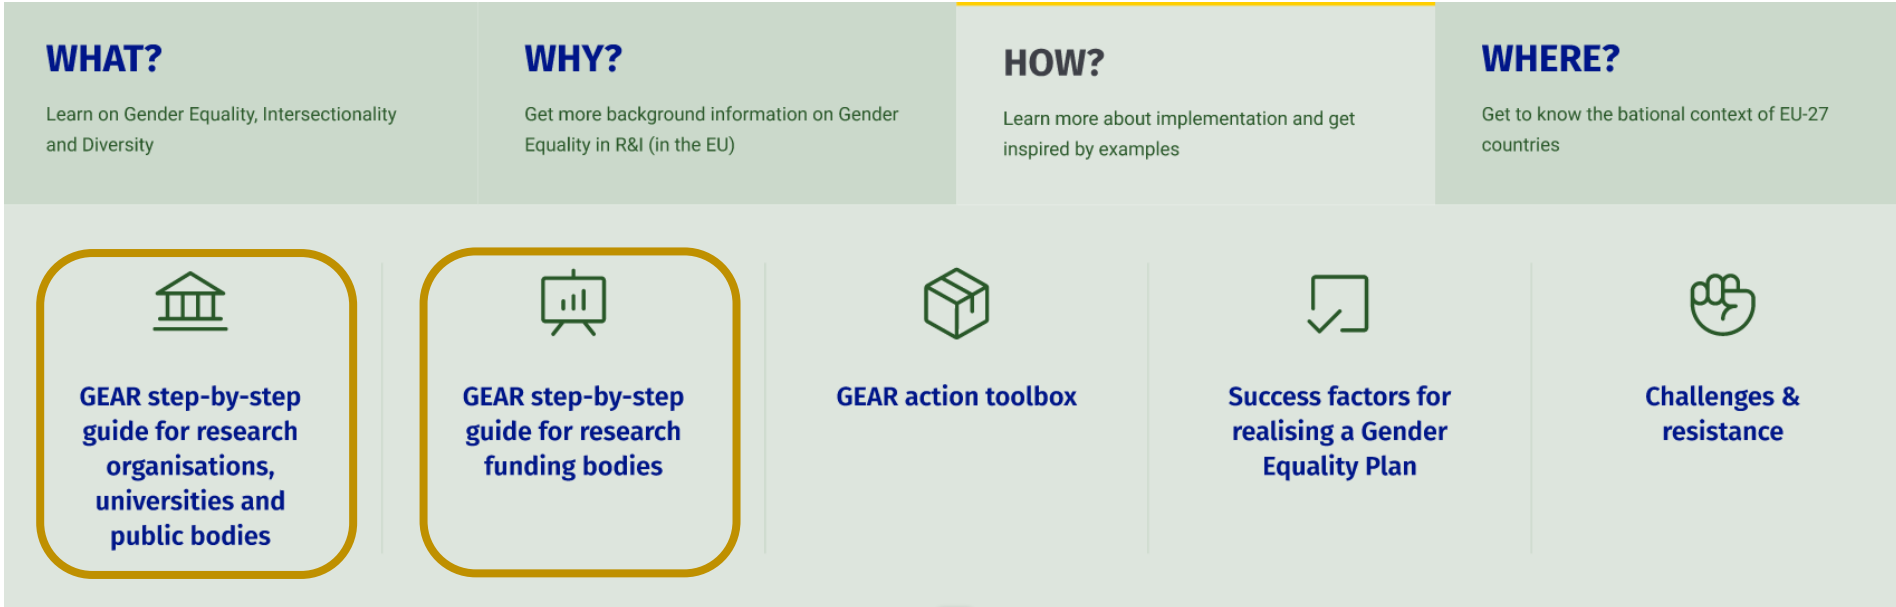 WHAT?
Learn on Gender Equality, Intersectionality
and Diversity
WHY?
Get more background information on Gender
Equality in R&I (in the EU)
HOW?
Learn more about implementation and get
inspired by examples
WHERE?
Get to know the bational context of EU-27
countries
GEAR step-by-step
guide for research
organisations,
universities and
public bodies
GEAR step-by-step
guide for research
funding bodies
GEAR action toolbox
Success factors for
realising a Gender
Equality Plan
Challenges &
resistance